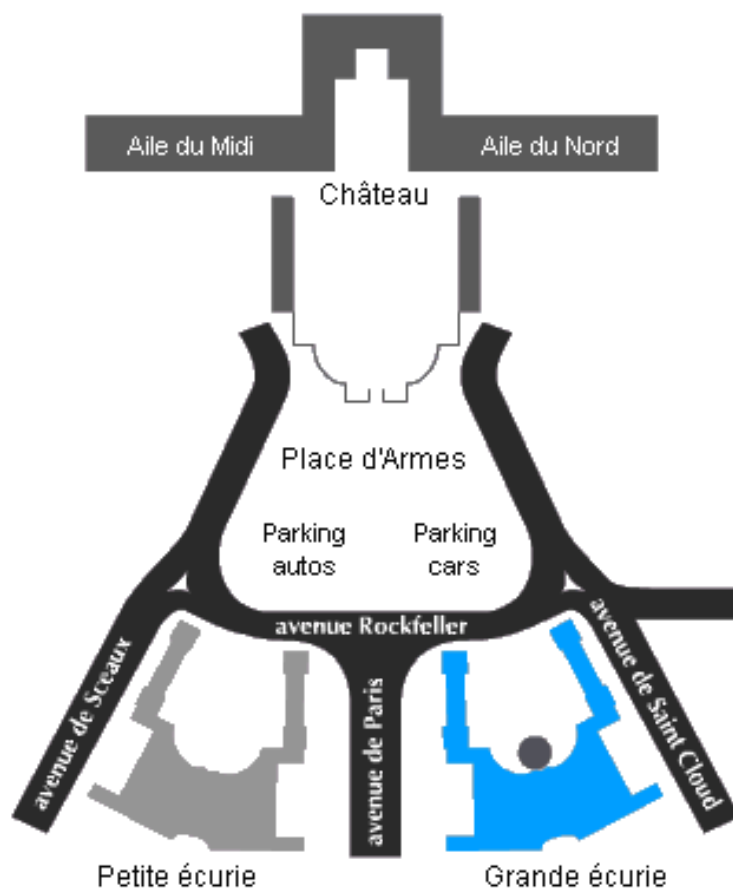 Aile du Midi
Aile du Nord
Château
Place d'Armes
Parking
autos
Parking
cars
avenue Rockfeller
avenue de Sceaux
avenue de Paris
avenue de Saint Cloud
Petite écurie
Grande écurie